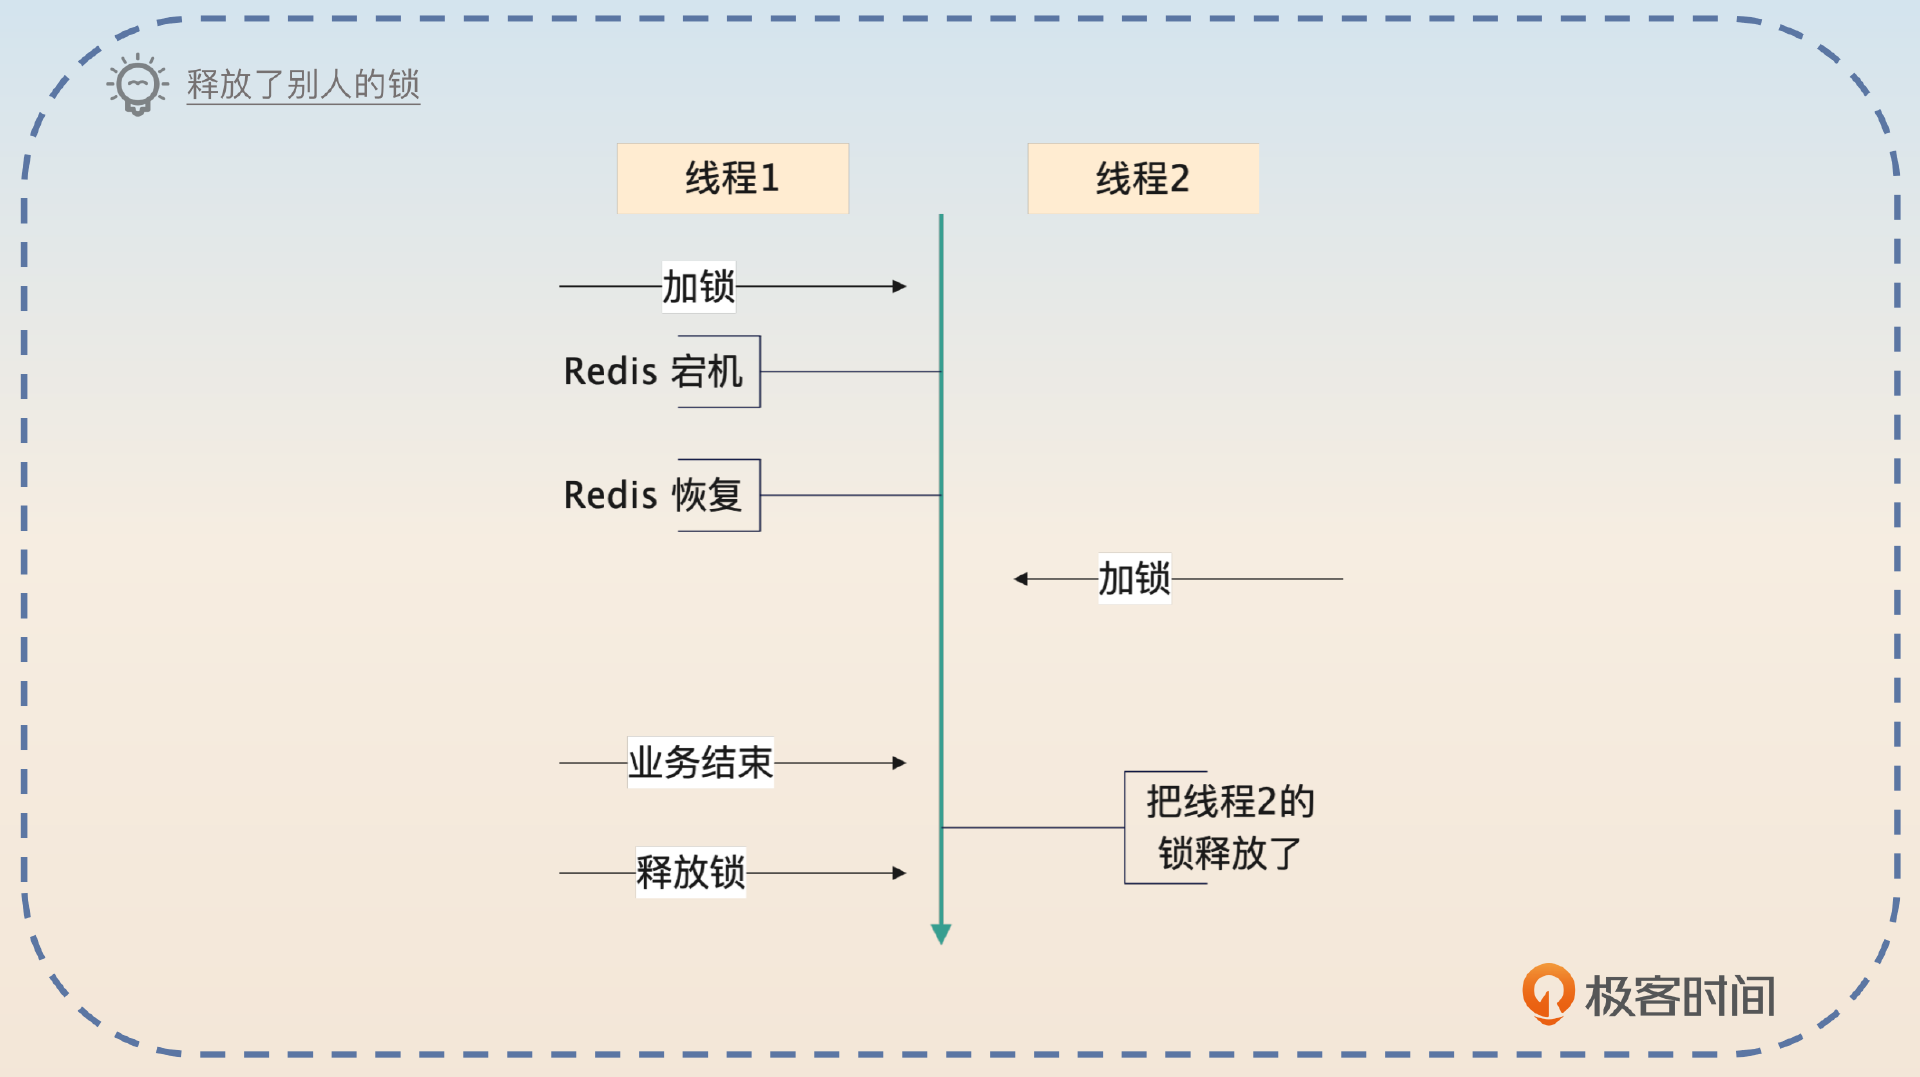 释放了别人的锁
线程1
线程2
加锁
Redis 宕机
Redis 恢复
加锁
业务结束
把线程2的
锁释放了
释放锁
极客时间